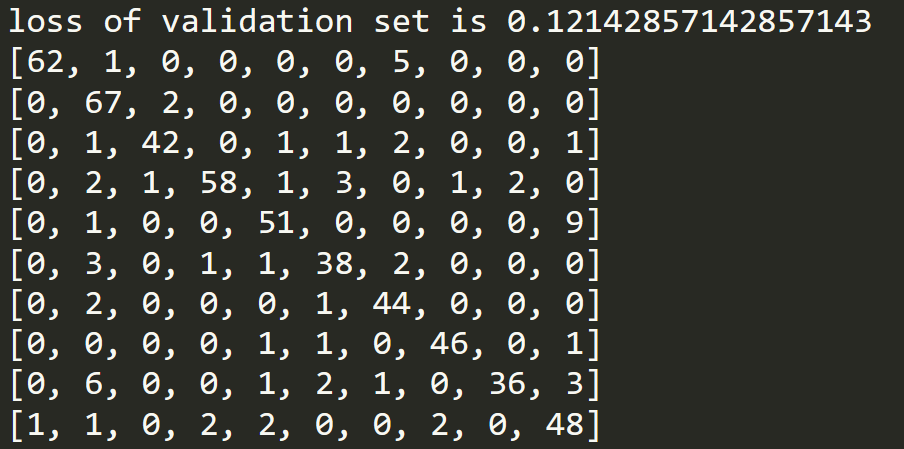 loss of validation set is 0.12142857142857143
[62, 1, 0, 0, 0, 0, 5, 0, 0, 0]
[0, 67, 2, 0, 0, 0, 0, 0, 0, 0]
[0, 1, 42, 0, 1, 1, 2, 0, 0, 1]
[0, 2, 1, 58, 1, 3, 0, 1, 2, 0]
[0, 1, 0, 0, 51, 0, 0, 0, 0, 9]
[0, 3, 0, 1, 1, 38, 2, 0, 0, 0]
[0, 2, 0, 0, 0, 1, 44, 0, 0, 0]
[0, 0, 0, 0, 1, 1, 0, 46, 0, 1]
[0, 6, 0, 0, 1, 2, 1, 0, 36, 3]
[1, 1, 0, 2, 2, 0, 0, 2, 0, 48]